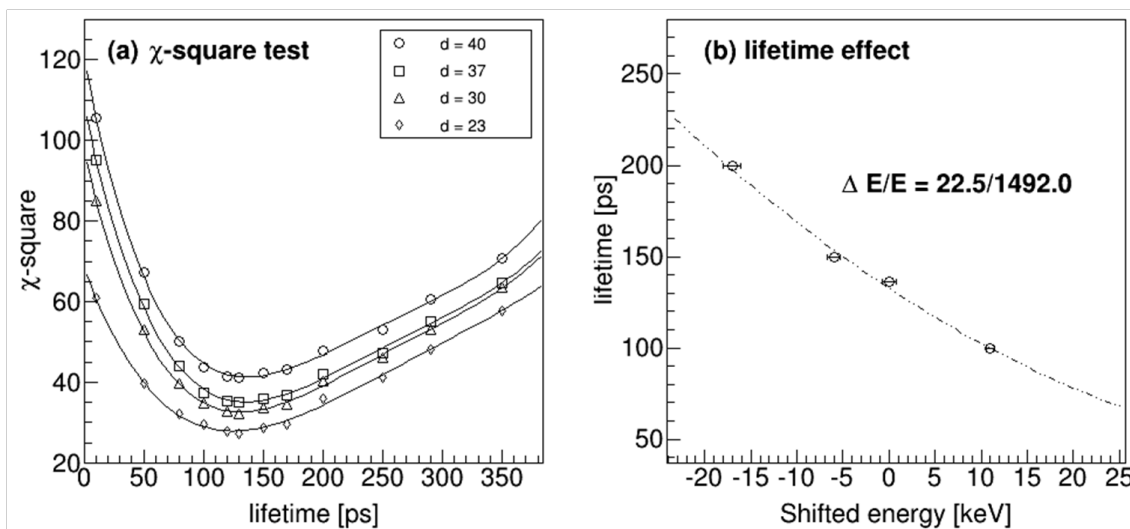 (a) χ-square test
d = 40
d = 37
d = 30
d = 23
χ-square
120
100
80
60
40
20
0 50 100 150 200 250 300 350
lifetime [ps]
(b) lifetime effect
Δ E/E = 22.5/1492.0
lifetime [ps]
250
200
150
100
50
-20 -15 -10 -5 0 5 10 15 20 25
Shifted energy [keV]